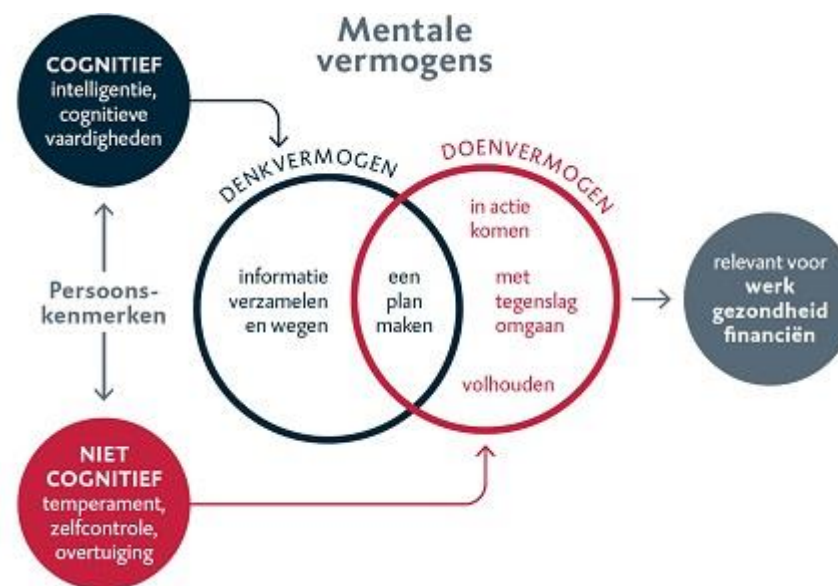 Mentale
vermogens
COGNITIEF
intelligentie,
cognitieve
vaardigheden
Persoons-
kenmerken
NIET
COGNITIEF
temperament,
zelfcontrole,
overtuiging
DENKVERMOGEN
informatie
verzamelen
en wegen
een
plan
maken
DOENVERMOGEN
in actie
komen
met
tegenslag
omgaan
volhouden
relevant voor
werk
gezondheid
financiën